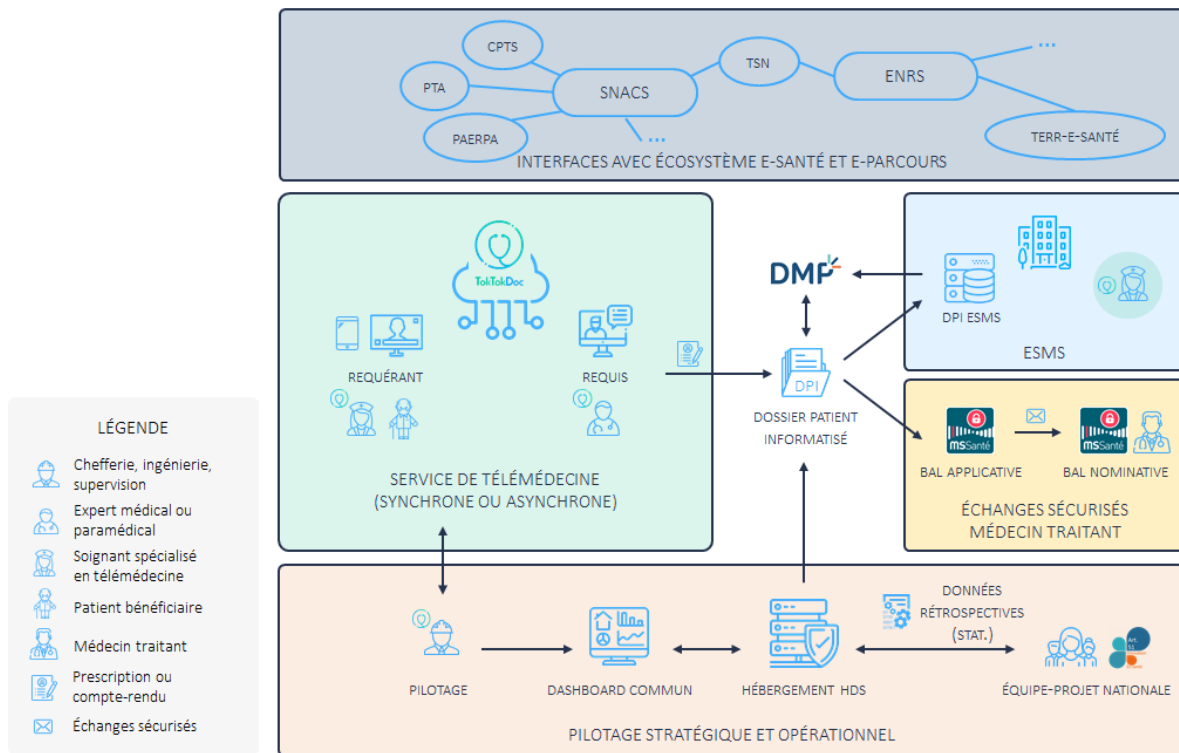 CPTS
PTA
PAERPA
SNACS
...
TSN
ENRS
...
TERR-E-SANTÉ
INTERFACES AVEC ÉCOSYSTÈME E-SANTÉ ET E-PARCOURS
TokTokDoc
REQUÉRANT
REQUIS
SERVICE DE TÉLÉMÉDECINE
(SYNCHRONE OU ASYNCHRONE)
DMP
DPI
DOSSIER PATIENT
INFORMATISÉ
DPI ESMS
ESMS
MSSanté
MSSanté
BAL APPLICATIVE
BAL NOMINATIVE
ÉCHANGES SÉCURISÉS
MÉDECIN TRAITANT
LÉGENDE
Chefferie, ingénierie,
supervision
Expert médical ou
paramédical
Soignant spécialisé
en télémédecine
Patient bénéficiaire
Médecin traitant
Prescription ou
compte-rendu
Échanges sécurisés
DONNÉES
RÉTROSPECTIVES
(STAT.)
Art.
51
PILOTAGE
DASHBOARD COMMUN
HÉBERGEMENT HDS
ÉQUIPE-PROJET NATIONALE
PILOTAGE STRATÉGIQUE ET OPÉRATIONNEL